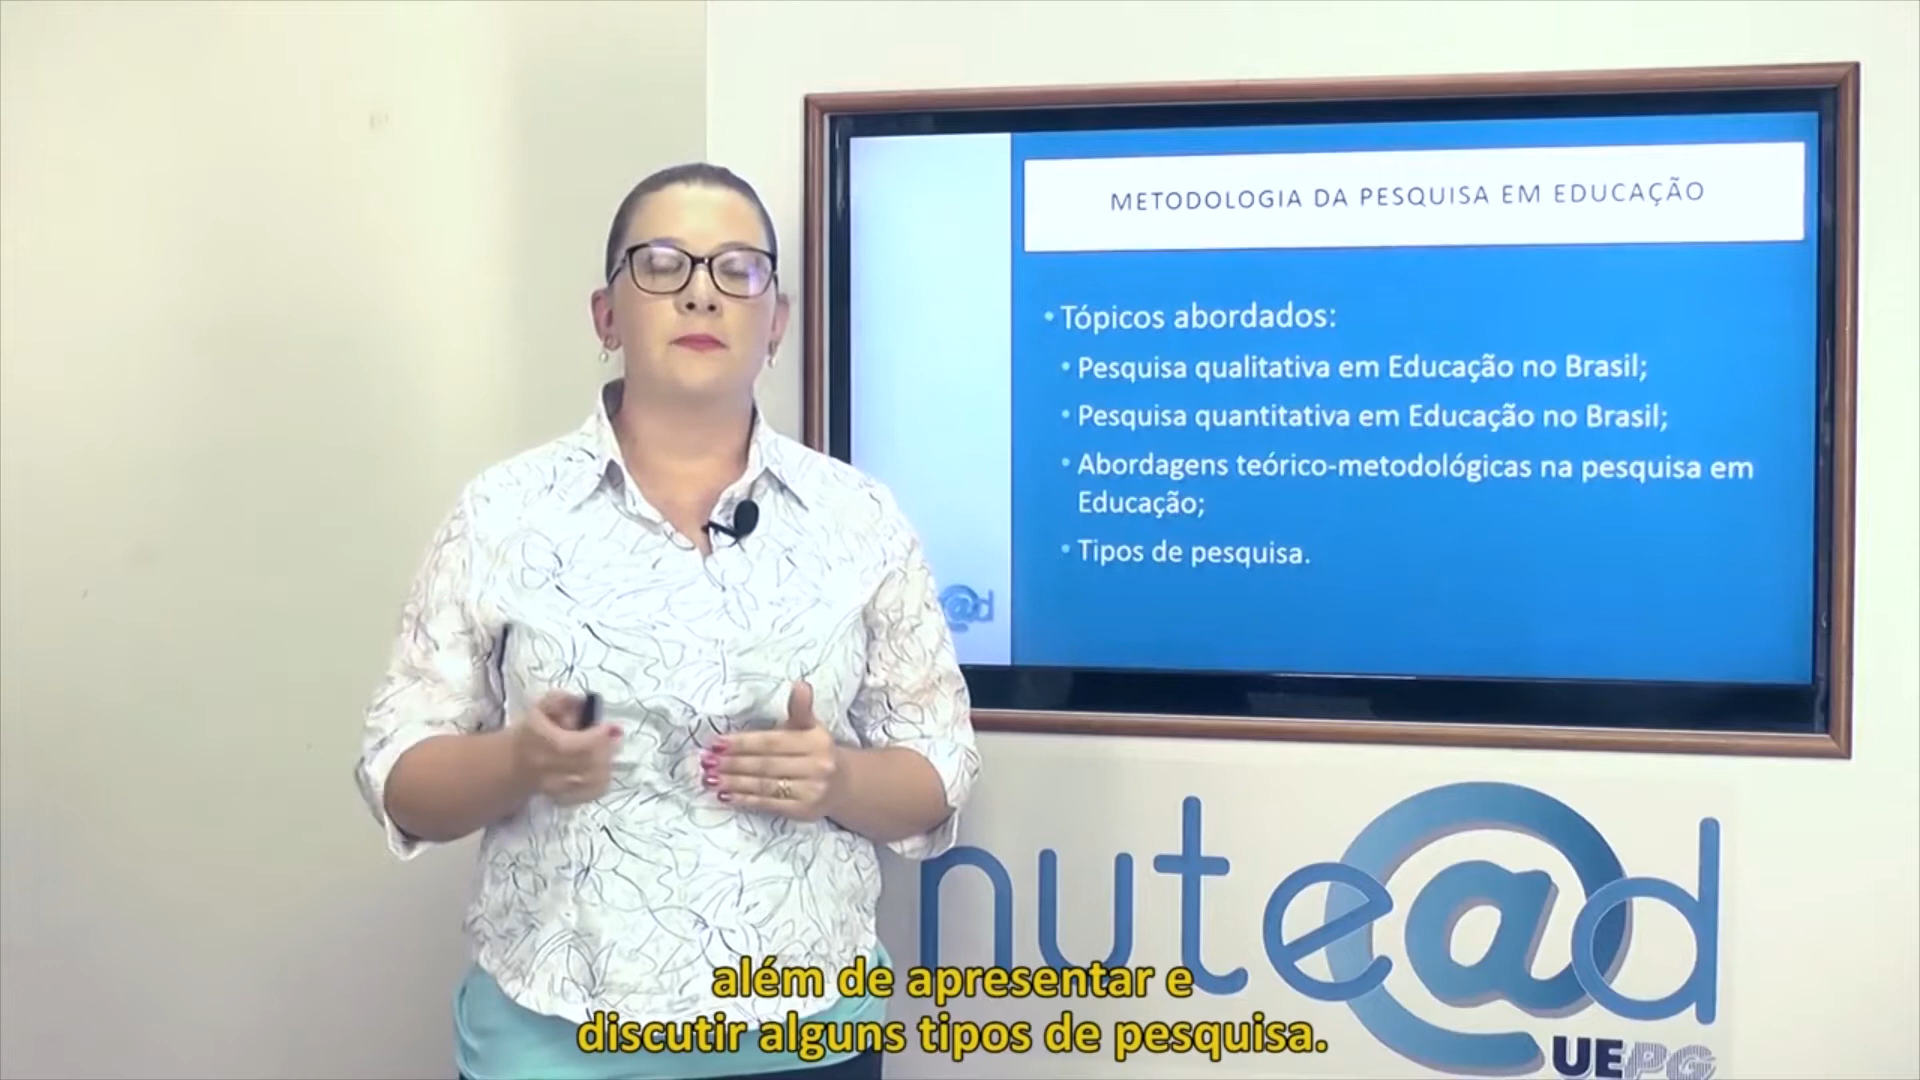 METODOLOGIA DA PESQUISA EM EDUCAÇÃO
• Tópicos abordados:
• Pesquisa qualitativa em Educação no Brasil;
• Pesquisa quantitativa em Educação no Brasil;
• Abordagens teórico-metodológicas na pesquisa em
Educação;
• Tipos de pesquisa.
@d
nute@d
UEPG
além de apresentar e
discutir alguns tipos de pesquisa.